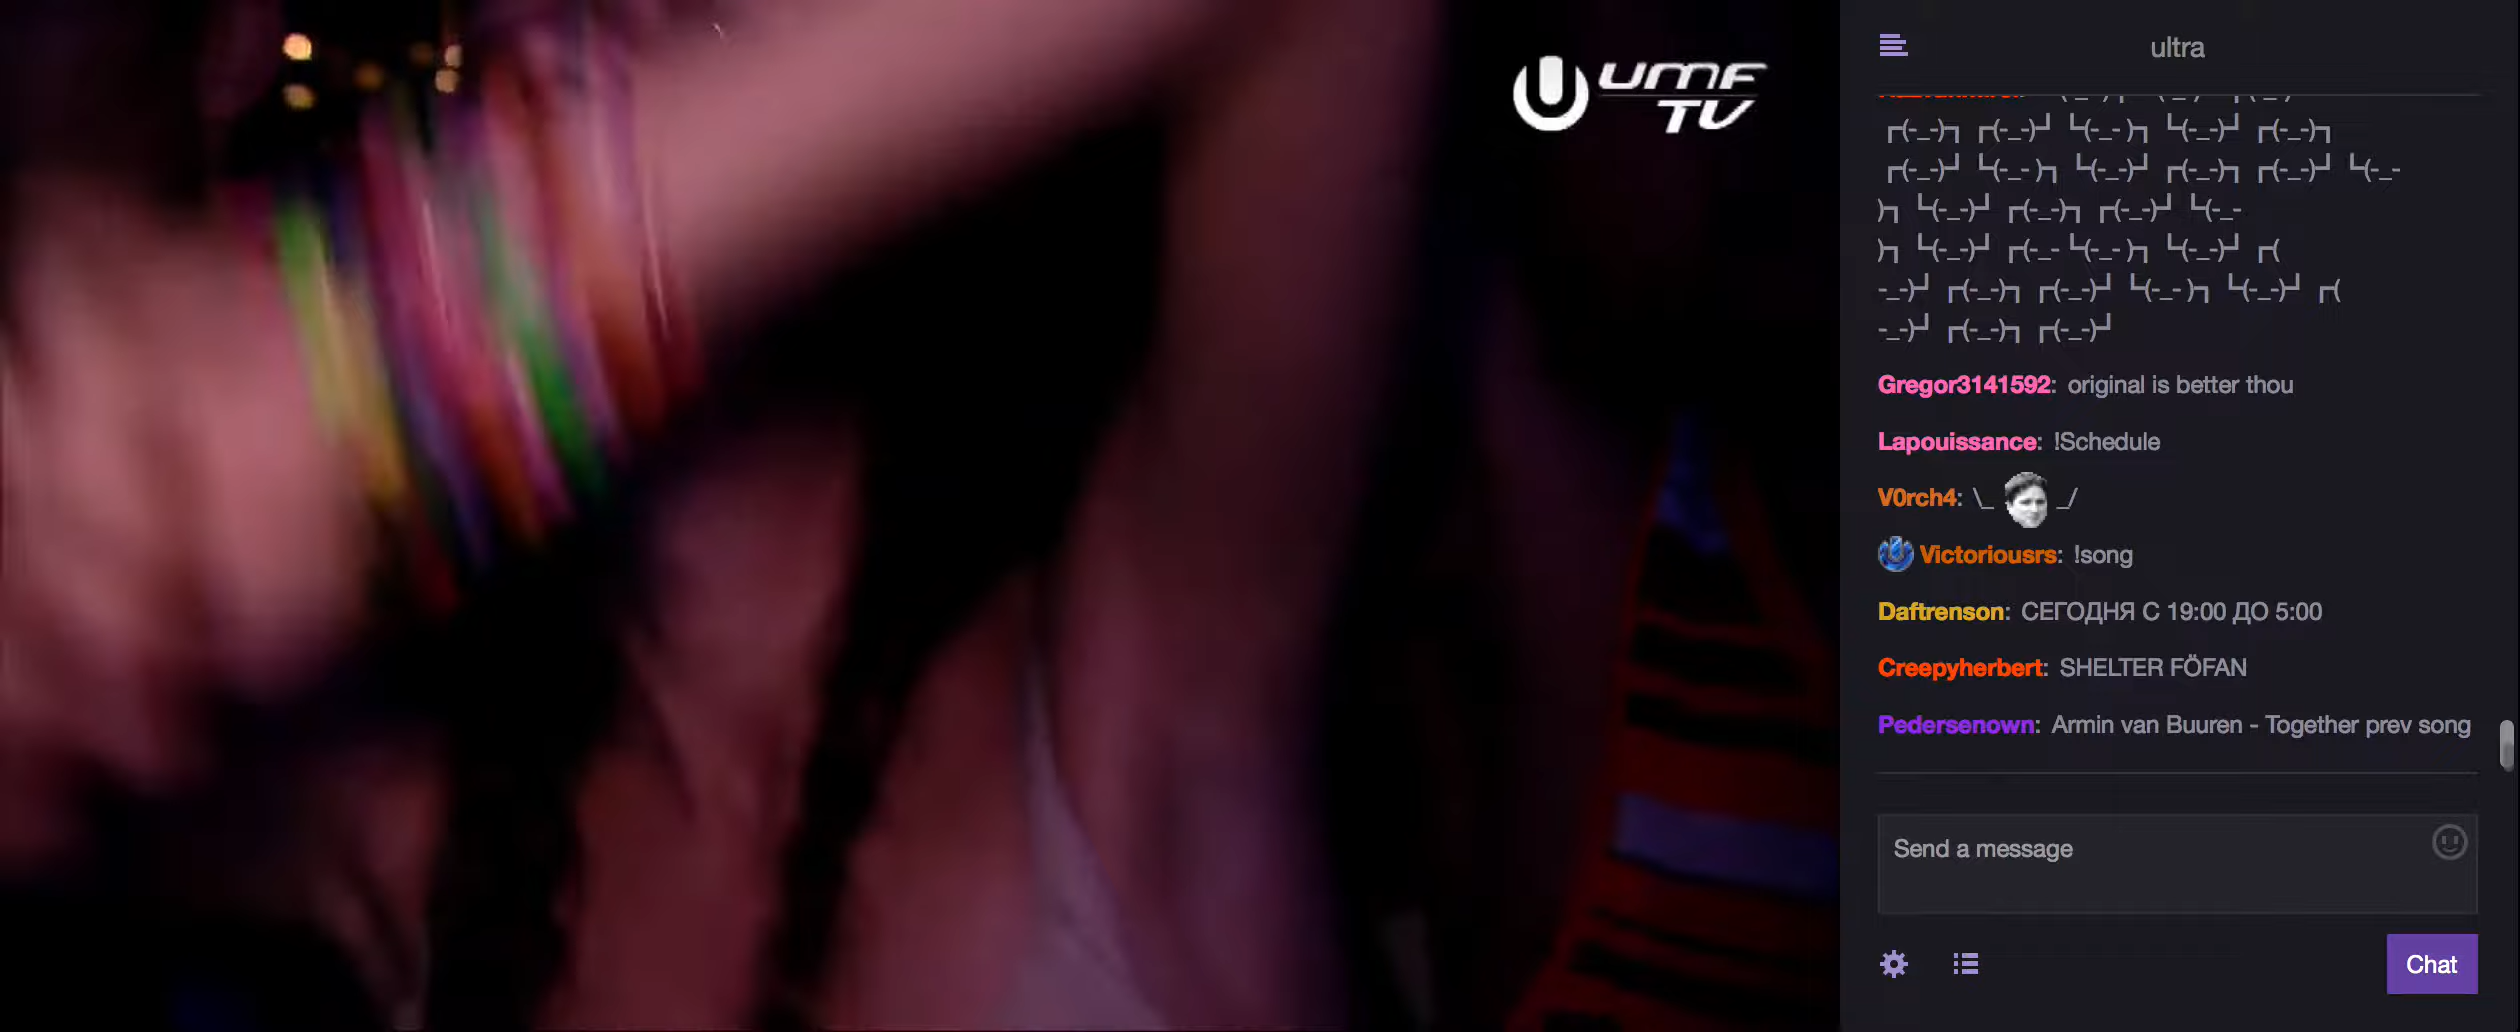 UMF
TV
ultra
┏(-_-)┓ ┏(-_-)┛ ┗(-_- )┓ ┗(-_-)┛ ┏(-_-)┓
┏(-_-)┛ ┗(-_- )┓ ┗(-_-)┛ ┏(-_-)┓ ┏(-_-)┛ ┗(-_-
)┓ ┗(-_-)┛ ┏(-_-)┓ ┏(-_-)┛ ┗(-_-
)┓ ┗(-_-)┛ ┏(-_- ┗(-_- )┓ ┗(-_-)┛ ┏(
-_-)┛ ┏(-_-)┓ ┏(-_-)┛ ┗(-_- )┓ ┗(-_-)┛ ┏(
-_-)┛ ┏(-_-)┓ ┏(-_-)┛
Gregor3141592: original is better thou
Lapouissance: !Schedule
V0rch4: \_ _/
Victoriousrs: !song
Daftrenson: СЕГОДНЯ С 19:00 ДО 5:00
Creepyherbert: SHELTER FÖFAN
Pedersenown: Armin van Buuren - Together prev song
Send a message
Chat